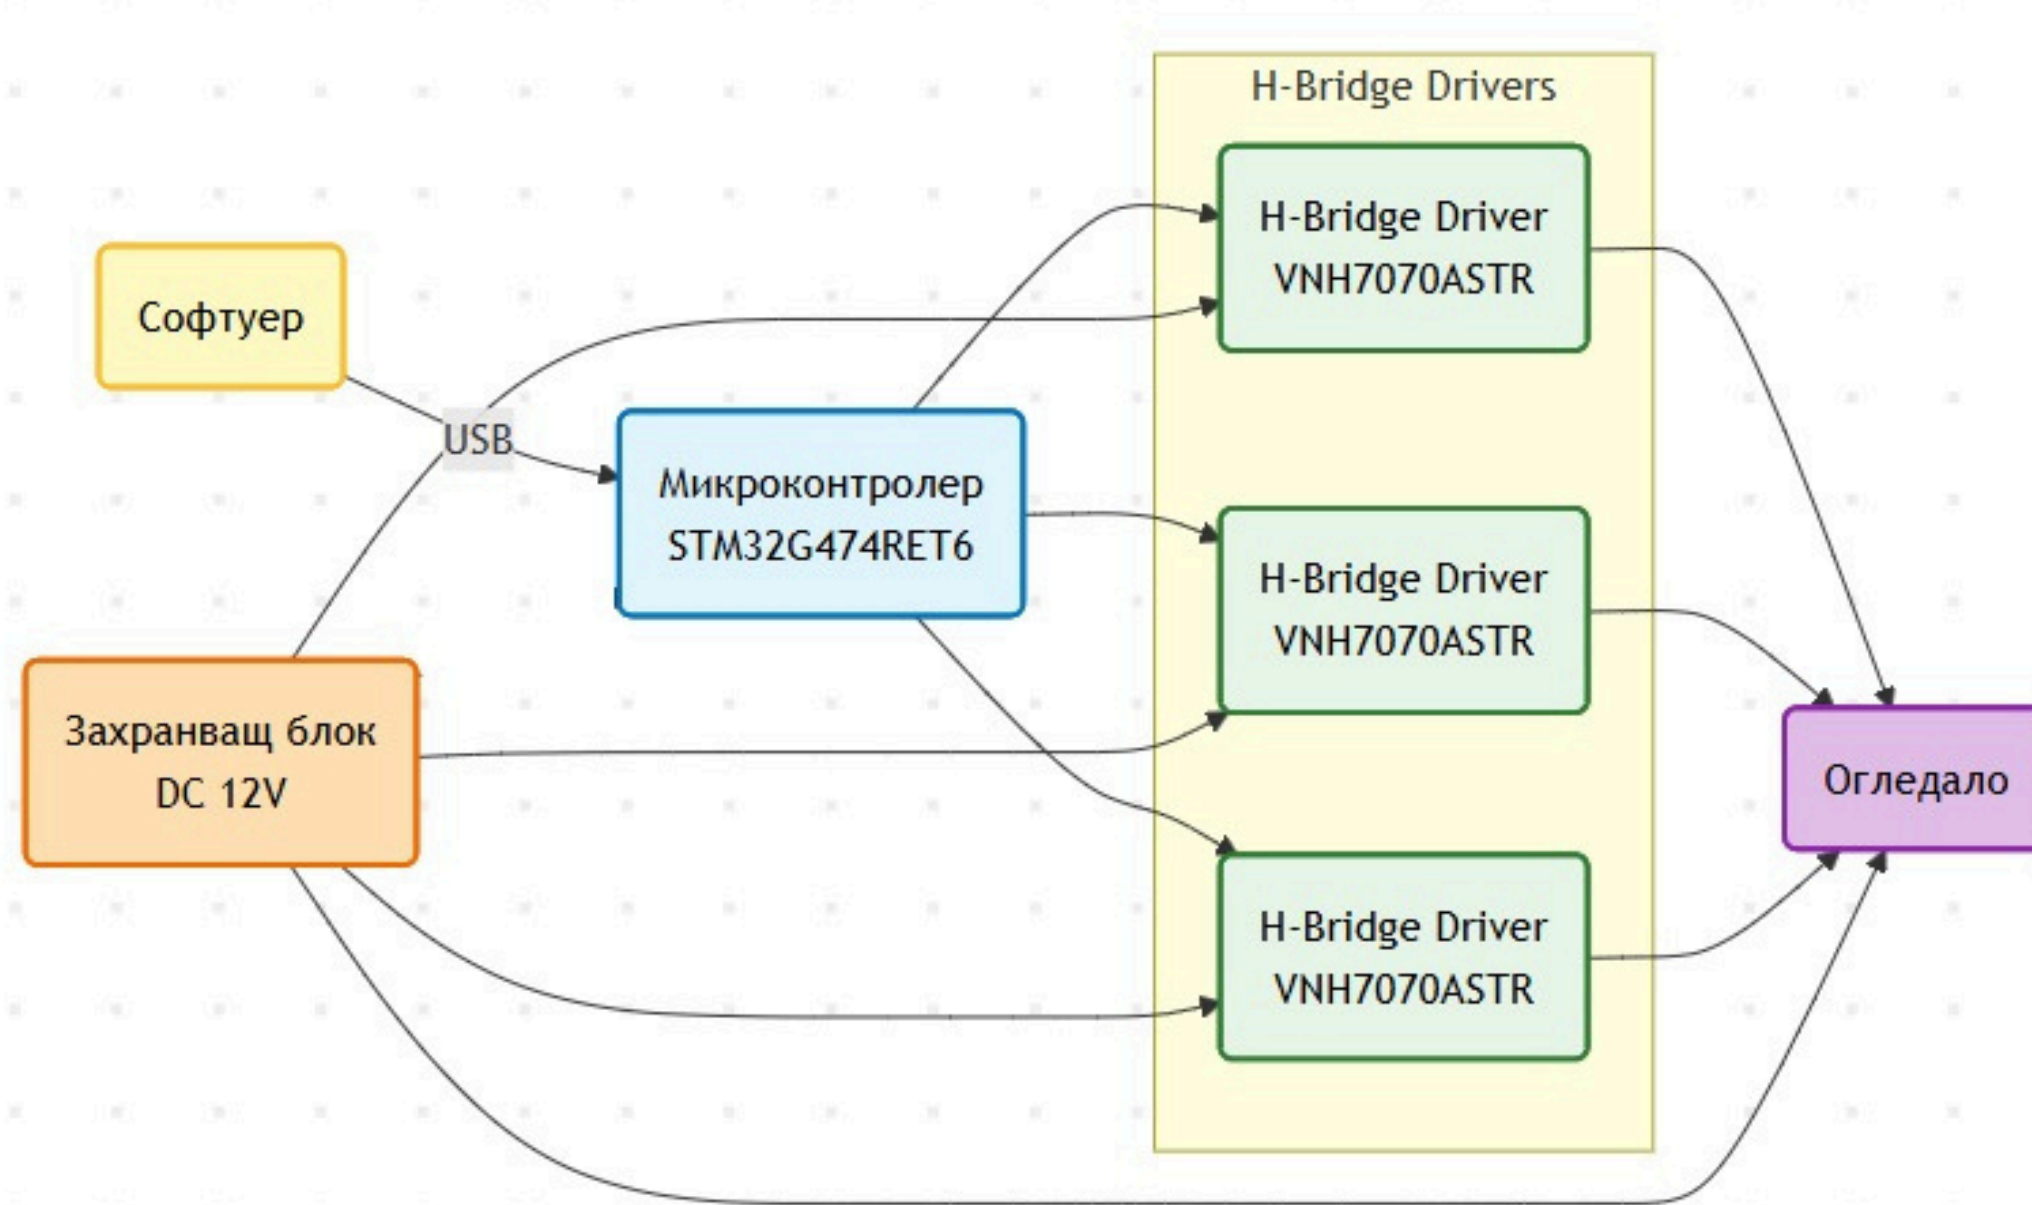 H-Bridge Drivers
H-Bridge Driver
VNH7070ASTR
Софтуер
USB
Микроконтролер
STM32G474RET6
H-Bridge Driver
VNH7070ASTR
Захранващ блок
DC 12V
Огледало
H-Bridge Driver
VNH7070ASTR